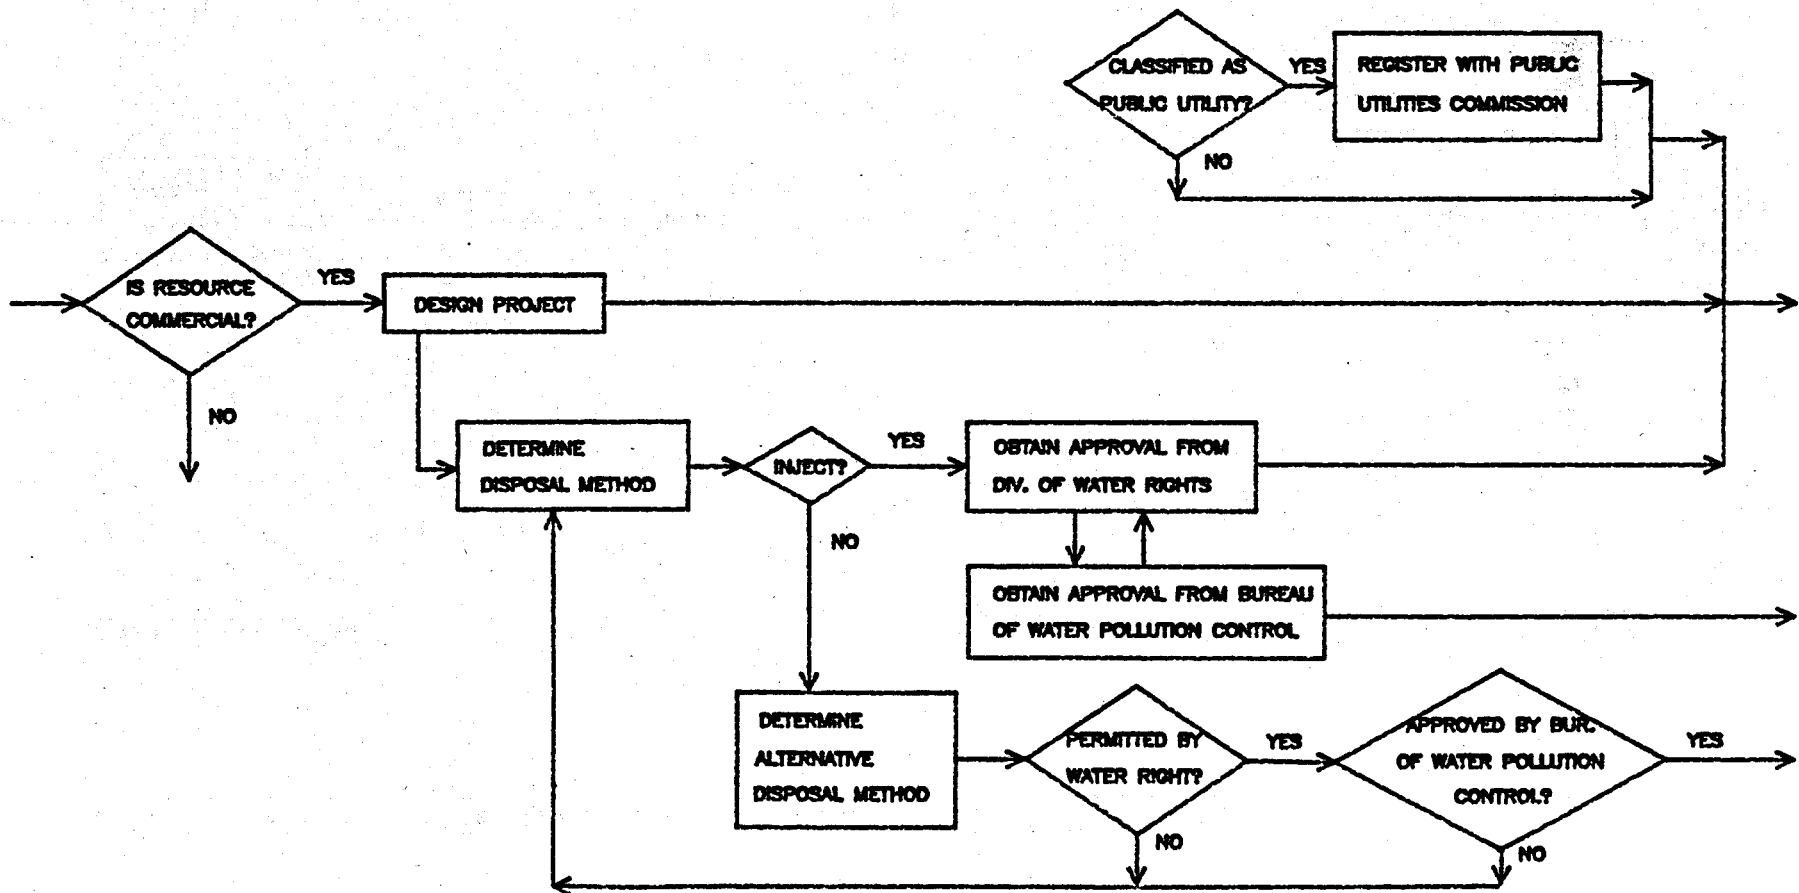 CLASSIFIED AS
PUBLIC UTILITY?
YES
REGISTER WITH PUBLIC
UTILITIES COMMISSION
NO
IS RESOURCE
COMMERCIAL?
YES
DESIGN PROJECT
NO
DETERMINE
DISPOSAL METHOD
INJECT?
YES
OBTAIN APPROVAL FROM
DIV. OF WATER RIGHTS
NO
OBTAIN APPROVAL FROM BUREAU
OF WATER POLLUTION CONTROL
DETERMINE
ALTERNATIVE
DISPOSAL METHOD
PERMITTED BY
WATER RIGHT?
YES
APPROVED BY BUR.
OF WATER POLLUTION
CONTROL?
YES
NO
NO